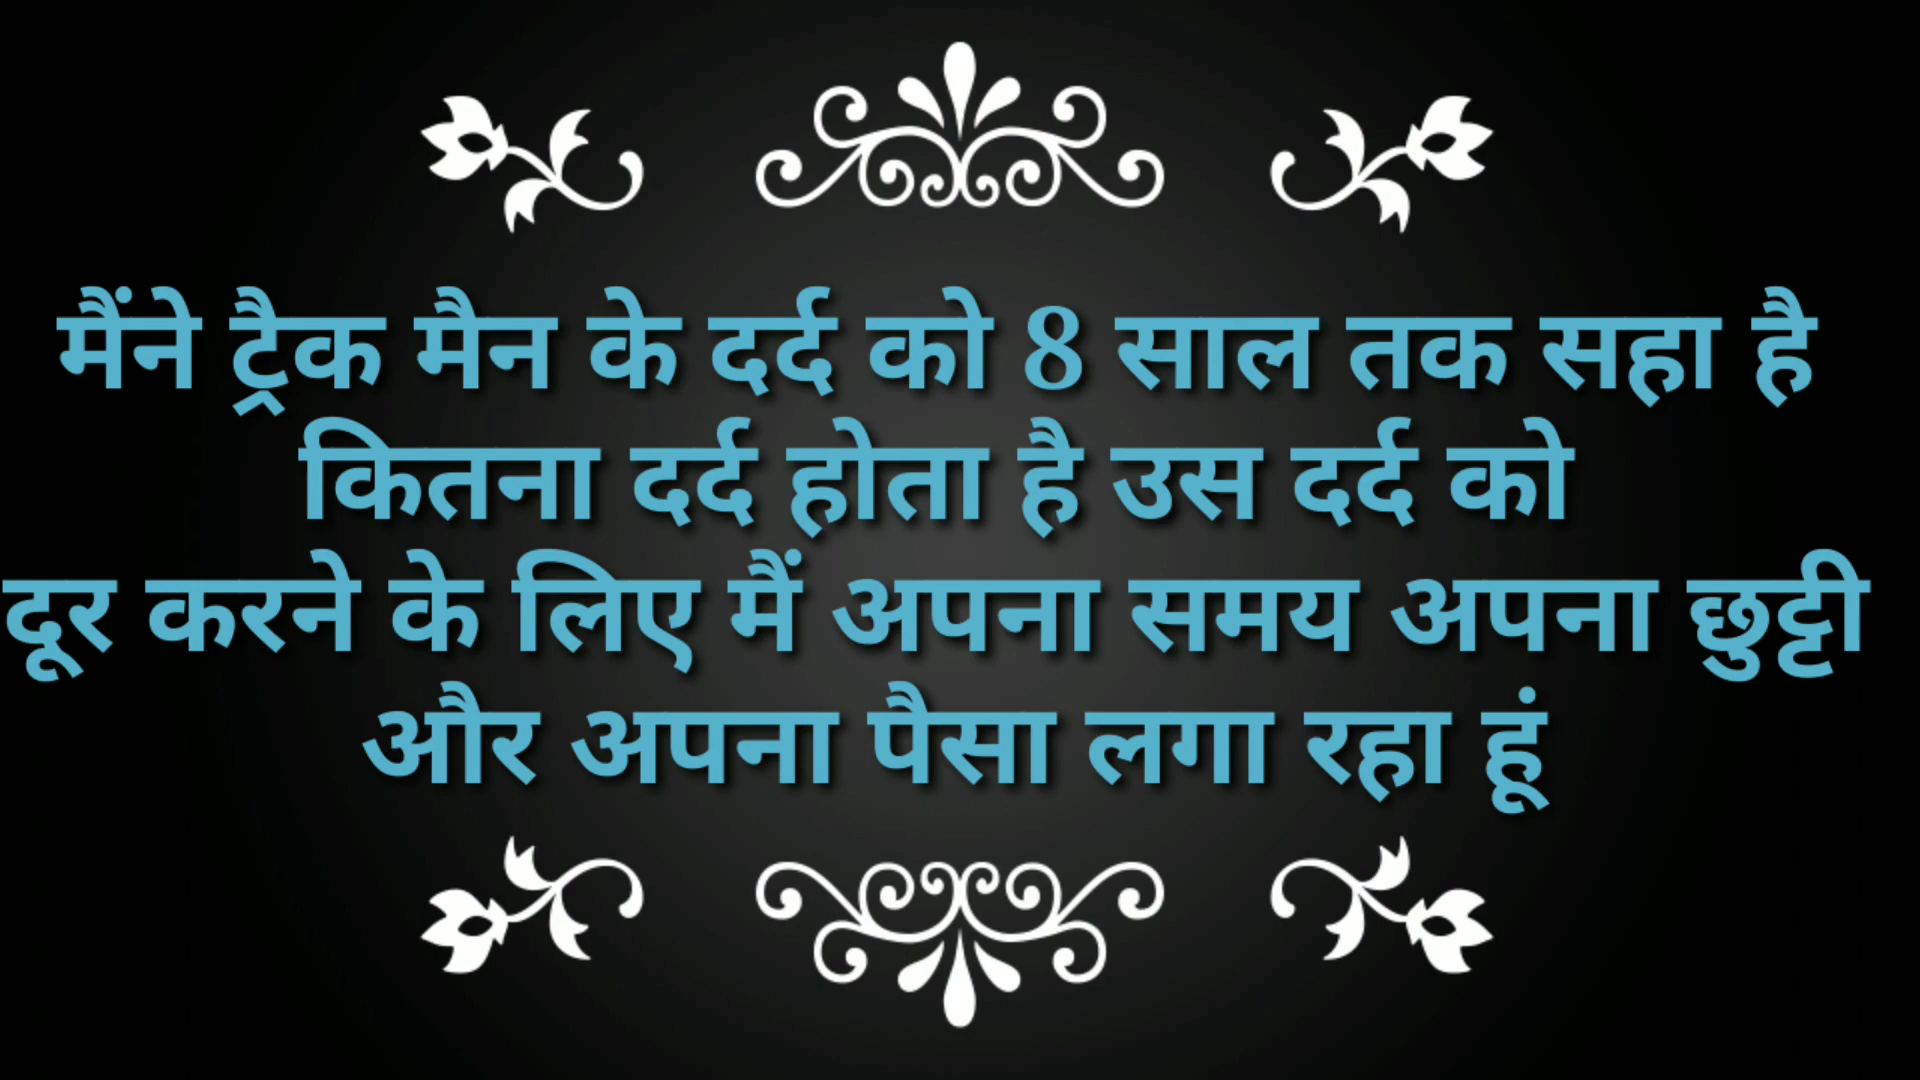 मैंने ट्रैक मैन के दर्द को 8 साल तक सहा है
कितना दर्द होता है उस दर्द को
दूर करने के लिए मैं अपना समय अपना छुट्टी
और अपना पैसा लगा रहा हूं